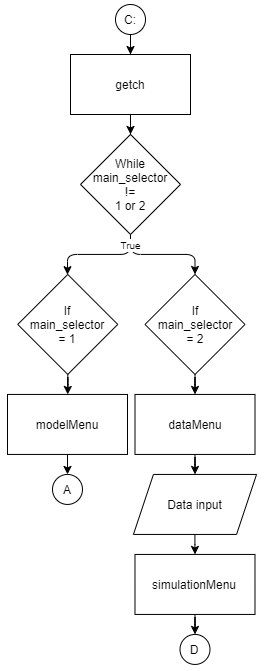 C:
getch
While
main_selector
!=
1 or 2
True
If
main_selector
= 1
If
main_selector
= 2
modelMenu
dataMenu
A
Data input
simulationMenu
D